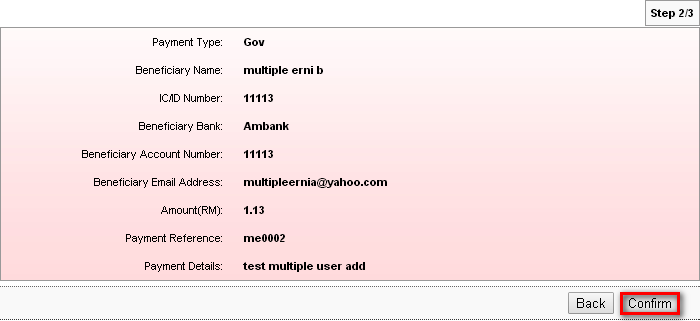 Step 2/3
Payment Type: Gov
Beneficiary Name: multiple erni b
IC/ID Number: 11113
Beneficiary Bank: Ambank
Beneficiary Account Number: 11113
Beneficiary Email Address: multipleernia@yahoo.com
Amount(RM): 1.13
Payment Reference: me0002
Payment Details: test multiple user add
Back Confirm